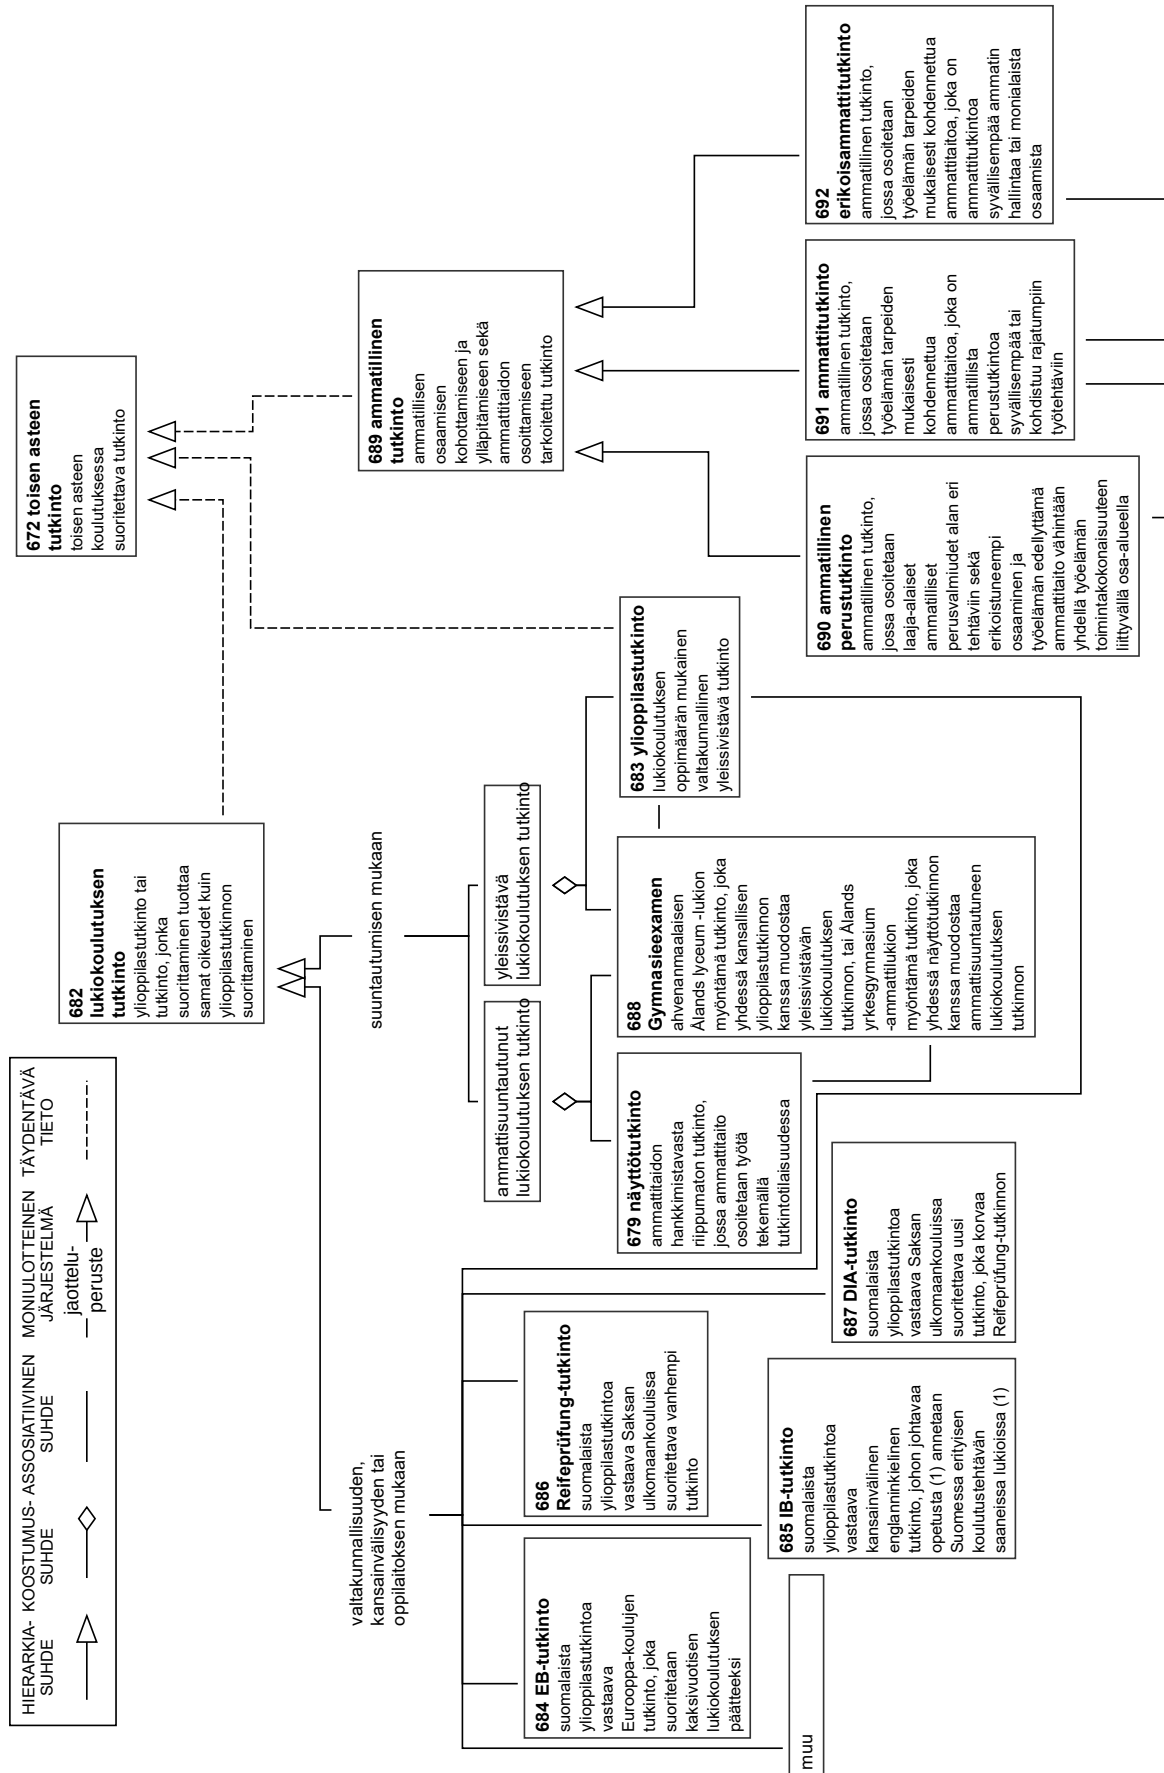 HIERARKIA-
SUHDE
KOOSTUMUS-
SUHDE
ASSOSIATIIVINEN
SUHDE
MONIULOTTEINEN
JÄRJESTELMÄ
jaottelu-
peruste
TÄYDENTÄVÄ
TIETO
672 toisen asteen
tutkinto
toisen asteen
koulutuksessa
suoritettava tutkinto
682
lukiokoulutuksen
tutkinto
ylioppilastutkinto tai
tutkinto, jonka
suorittaminen tuottaa
samat oikeudet kuin
ylioppilastutkinnon
suorittaminen
689 ammatillinen
tutkinto
ammatillisen
osaamisen
kohottamiseen ja
ylläpitämiseen sekä
ammattitaidon
osoittamiseen
tarkoitettu tutkinto
valtakunnallisuuden,
kansainvälisyyden tai
oppilaitoksen mukaan
suuntautumisen mukaan
ammattisuuntautunut
lukiokoulutuksen tutkinto
yleissivistävä
lukiokoulutuksen tutkinto
684 EB-tutkinto
suomalaista
ylioppilastutkintoa
vastaava
Eurooppa-koulujen
tutkinto, joka
suoritetaan
kaksivuotisen
lukiokoulutuksen
päätteeksi
686
Reifeprüfung-tutkinto
suomalaista
ylioppilastutkintoa
vastaava Saksan
ulkomaankouluissa
suoritettava vanhempi
tutkinto
679 näyttötutkinto
ammattitaidon
hankkimistavasta
riippumaton tutkinto,
jossa ammattitaito
osoitetaan työtä
tekemällä
tutkintotilaisuudessa
688
Gymnasieexamen
ahvenanmaalaisen
Ålands lyceum -lukion
myöntämä tutkinto, joka
yhdessä kansallisen
ylioppilastutkinnon
kanssa muodostaa
yleissivistävän
lukiokoulutuksen
tutkinnon, tai Ålands
yrkesgymnasium
-ammattilukion
myöntämä tutkinto, joka
yhdessä näyttötutkinnon
kanssa muodostaa
ammattisuuntautuneen
lukiokoulutuksen
tutkinnon
683 ylioppilastutkinto
lukiokoulutuksen
oppimäärän mukainen
valtakunnallinen
yleissivistävä tutkinto
muu
685 IB-tutkinto
suomalaista
ylioppilastutkintoa
vastaava
kansainvälinen
englanninkielinen
tutkinto, johon johtavaa
opetusta (1) annetaan
Suomessa erityisen
koulutustehtävän
saaneissa lukioissa (1)
687 DIA-tutkinto
suomalaista
ylioppilastutkintoa
vastaava Saksan
ulkomaankouluissa
suoritettava uusi
tutkinto, joka korvaa
Reifeprüfung-tutkinnon
690 ammatillinen
perustutkinto
ammatillinen tutkinto,
jossa osoitetaan
laaja-alaiset
ammatilliset
perusvalmiudet alan eri
tehtäviin sekä
erikoistuneempi
osaaminen ja
työelämän edellyttämä
ammattitaito vähintään
yhdellä työelämän
toimintakokonaisuuteen
liittyvällä osa-alueella
691 ammattitutkinto
ammatillinen tutkinto,
jossa osoitetaan
työelämän tarpeiden
mukaisesti
kohdennettua
ammattitaitoa, joka on
ammatillista
perustutkintoa
syvällisempää tai
kohdistuu rajatumpiin
työtehtäviin
692
erikoisammattitutkinto
ammatillinen tutkinto,
jossa osoitetaan
työelämän tarpeiden
mukaisesti kohdennettua
ammattitaitoa, joka on
ammattitutkintoa
syvällisempää ammatin
hallintaa tai monialaista
osaamista